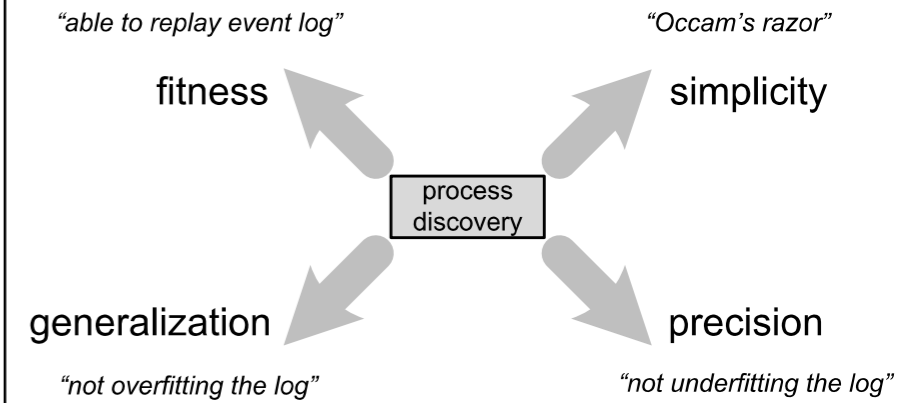 “able to replay event log”
“Occam’s razor”
fitness
simplicity
process
discovery
generalization
precision
“not overfitting the log”
“not underfitting the log”